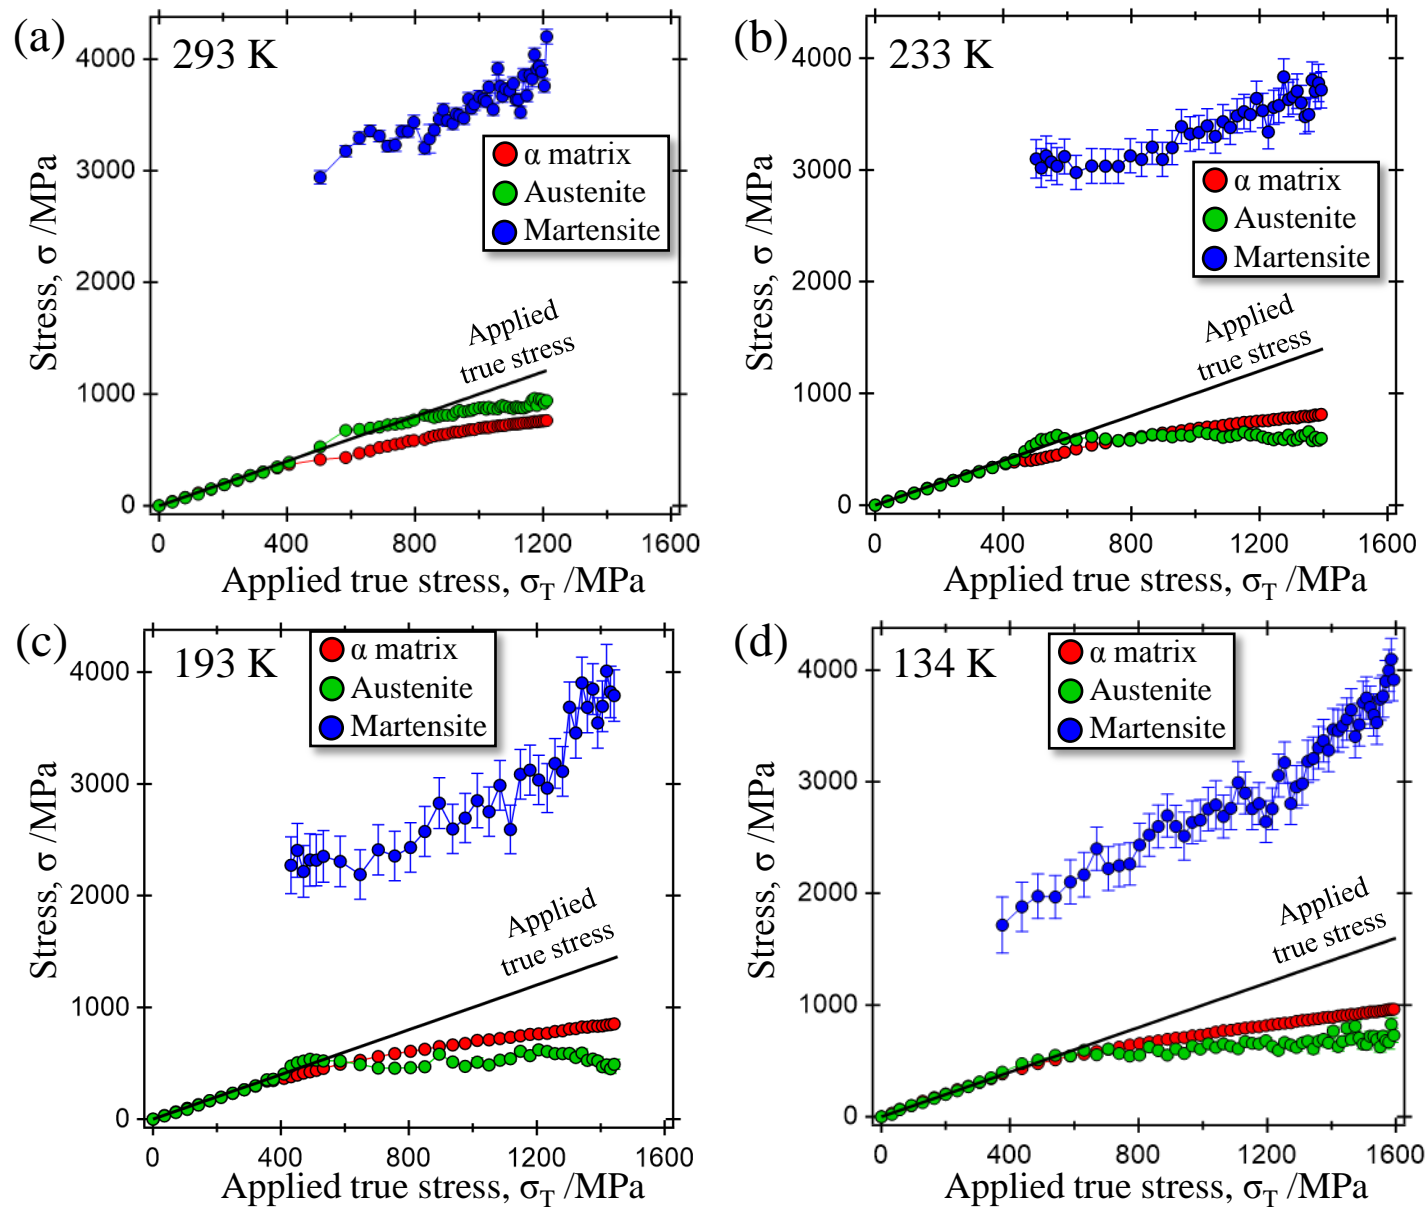 (a)
293 K
4000
3000
2000
1000
0
Stress, σ /MPa
α matrix
Austenite
Martensite
Applied
true stress
0 400 800 1200 1600
Applied true stress, σT /MPa
(b)
233 K
4000
3000
2000
1000
0
Stress, σ /MPa
α matrix
Austenite
Martensite
Applied
true stress
0 400 800 1200 1600
Applied true stress, σT /MPa
(c)
193 K
4000
3000
2000
1000
0
Stress, σ /MPa
α matrix
Austenite
Martensite
Applied
true stress
0 400 800 1200 1600
Applied true stress, σT /MPa
(d)
134 K
4000
3000
2000
1000
0
Stress, σ /MPa
α matrix
Austenite
Martensite
Applied
true stress
0 400 800 1200 1600
Applied true stress, σT /MPa